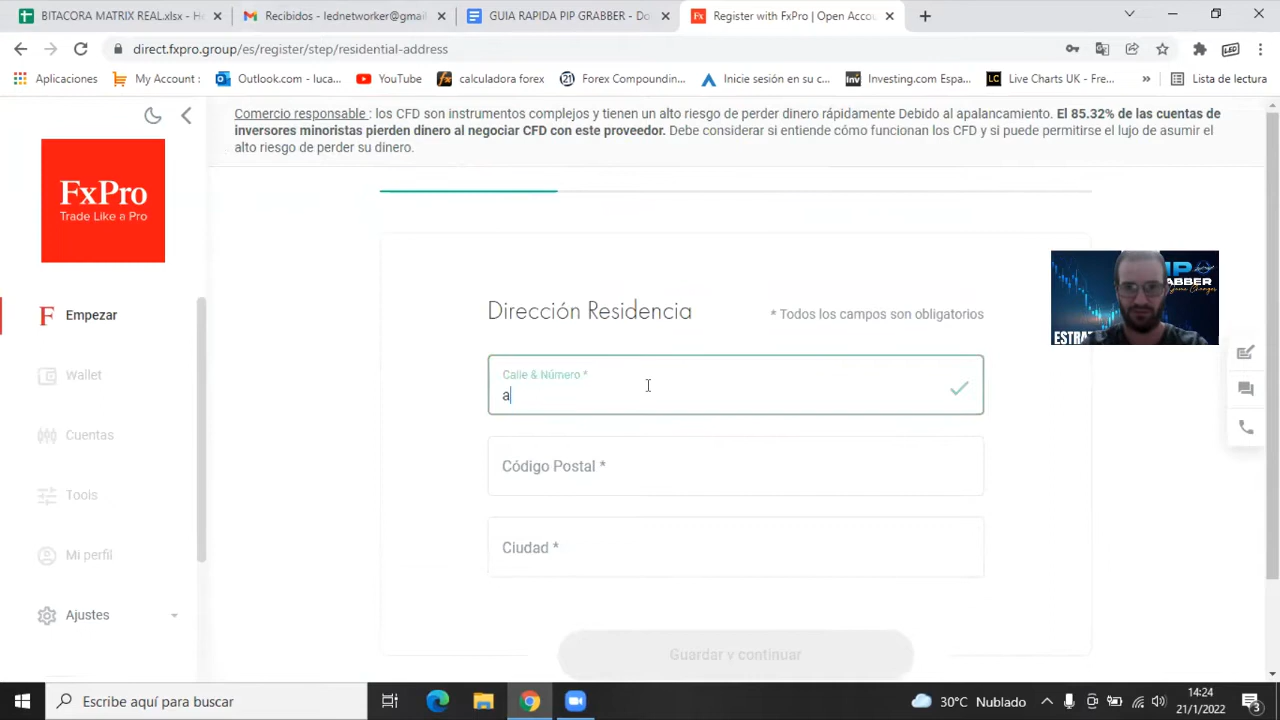 BITACORA MATRIX REAL.xlsx - H
Recibidos - lednetworker@gma
GUIA RAPIDA PIP GRABBER - Do
Register with FxPro | Open Accou
direct.fxpro.group/es/register/step/residential-address
Aplicaciones
My Account :
Outlook.com - luca...
YouTube
calculadora forex
Forex Compoundin...
Inicie sesión en su c...
Investing.com Espa...
Live Charts UK - Fre...
»
Lista de lectura
Comercio responsable : los CFD son instrumentos complejos y tienen un alto riesgo de perder dinero rápidamente Debido al apalancamiento. El 85.32% de las cuentas de
inversores minoristas pierden dinero al negociar CFD con este proveedor. Debe considerar si entiende cómo funcionan los CFD y si puede permitirse el lujo de asumir el
alto riesgo de perder su dinero.
FxPro
Trade Like a Pro
Empezar
Wallet
Cuentas
Tools
Mi perfil
Ajustes
Dirección Residencia
* Todos los campos son obligatorios
Calle & Número *
a
Código Postal *
Ciudad *
Guardar y continuar
Game Changer
ESTRAT
Escribe aquí para buscar
30°C Nublado
14:24
21/1/2022
3